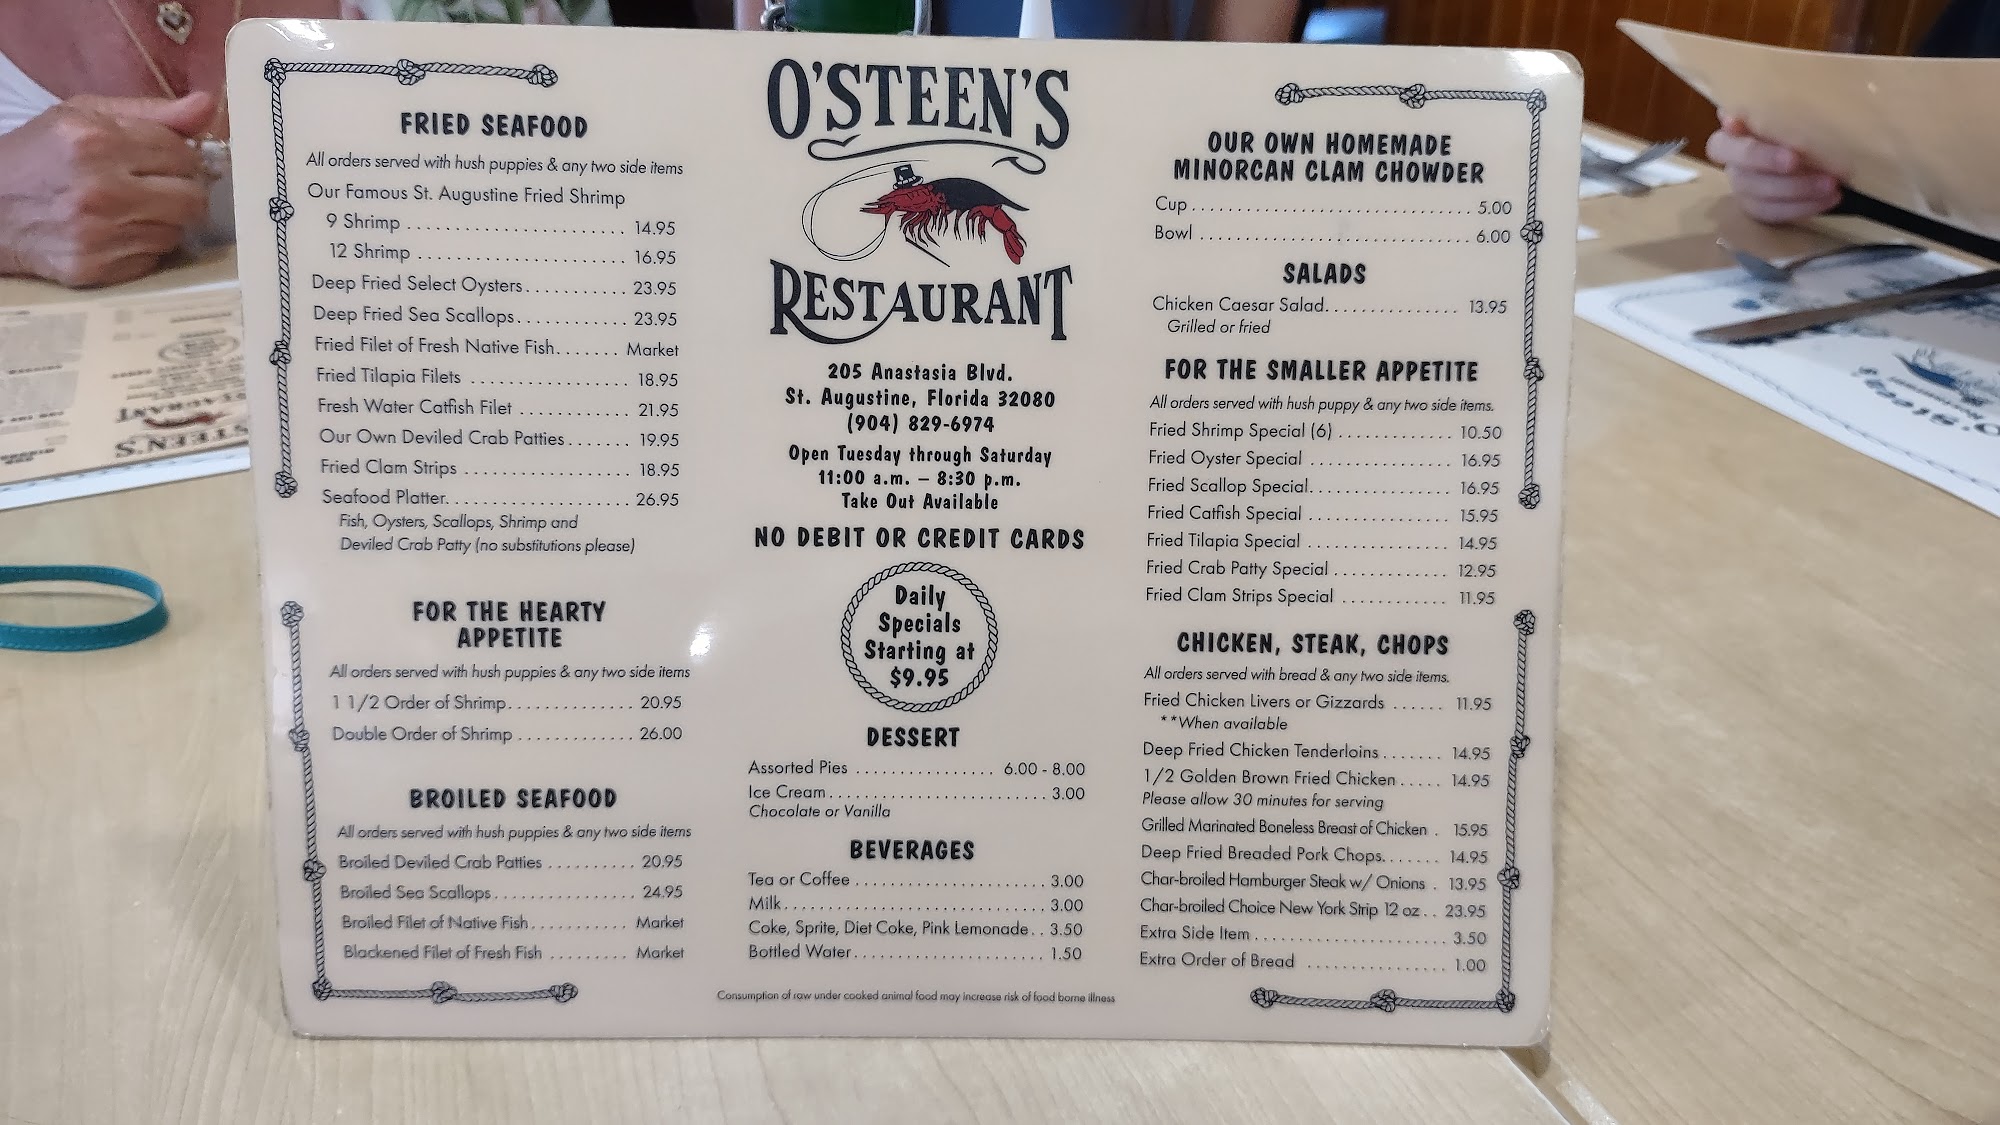 FRIED SEAFOOD
All orders served with hush puppies & any two side items
Our Famous St. Augustine Fried Shrimp
9 Shrimp ........................ 14.95
12 Shrimp ....................... 16.95
Deep Fried Select Oysters............ 23.95
Deep Fried Sea Scallops............. 23.95
Fried Filet of Fresh Native Fish....... Market
Fried Tilapia Filets .................. 18.95
Fresh Water Catfish Filet ............ 21.95
Our Own Deviled Crab Patties....... 19.95
Fried Clam Strips ................... 18.95
Seafood Platter..................... 26.95
Fish, Oysters, Scallops, Shrimp and
Deviled Crab Patty (no substitutions please)
FOR THE HEARTY
APPETITE
All orders served with hush puppies & any two side items
1 1/2 Order of Shrimp.............. 20.95
Double Order of Shrimp ............. 26.00
BROILED SEAFOOD
All orders served with hush puppies & any two side items
Broiled Deviled Crab Patties .......... 20.95
Broiled Sea Scallops................ 24.95
Broiled Filet of Native Fish........... Market
Blackened Filet of Fresh Fish ......... Market
O'STEEN'S
RESTAURANT
205 Anastasia Blvd.
St. Augustine, Florida 32080
(904) 829-6974
Open Tuesday through Saturday
11:00 a.m. – 8:30 p.m.
Take Out Available
NO DEBIT OR CREDIT CARDS
Daily
Specials
Starting at
$9.95
DESSERT
Assorted Pies ................ 6.00 - 8.00
Ice Cream......................... 3.00
Chocolate or Vanilla
BEVERAGES
Tea or Coffee ...................... 3.00
Milk.............................. 3.00
Coke, Sprite, Diet Coke, Pink Lemonade.. 3.50
Bottled Water...................... 1.50
Consumption of raw under cooked animal food may increase risk of food borne illness
OUR OWN HOMEMADE
MINORCAN CLAM CHOWDER
Cup............................... 5.00
Bowl .............................. 6.00
SALADS
Chicken Caesar Salad............... 13.95
Grilled or fried
FOR THE SMALLER APPETITE
All orders served with hush puppy & any two side items.
Fried Shrimp Special (6) ............. 10.50
Fried Oyster Special ................ 16.95
Fried Scallop Special................ 16.95
Fried Catfish Special ................ 15.95
Fried Tilapia Special ................ 14.95
Fried Crab Patty Special ............. 12.95
Fried Clam Strips Special ............ 11.95
CHICKEN, STEAK, CHOPS
All orders served with bread & any two side items.
Fried Chicken Livers or Gizzards ...... 11.95
**When available
Deep Fried Chicken Tenderloins....... 14.95
1/2 Golden Brown Fried Chicken..... 14.95
Please allow 30 minutes for serving
Grilled Marinated Boneless Breast of Chicken . 15.95
Deep Fried Breaded Pork Chops....... 14.95
Char-broiled Hamburger Steak w/ Onions . 13.95
Char-broiled Choice New York Strip 12 oz.. 23.95
Extra Side Item...................... 3.50
Extra Order of Bread ................ 1.00
O'Steen's
STEEN'S